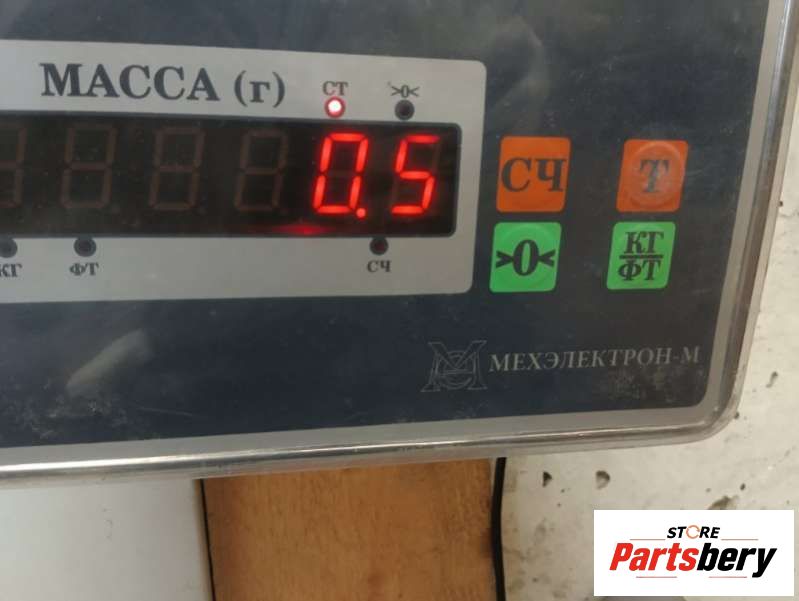 МАССА (г)
СТ
>0<
0.5
КГ
ФТ
СЧ
СЧ
Т
>0<
КГ
ФТ
МЕХЭЛЕКТРОН-М
STORE
Partsbery